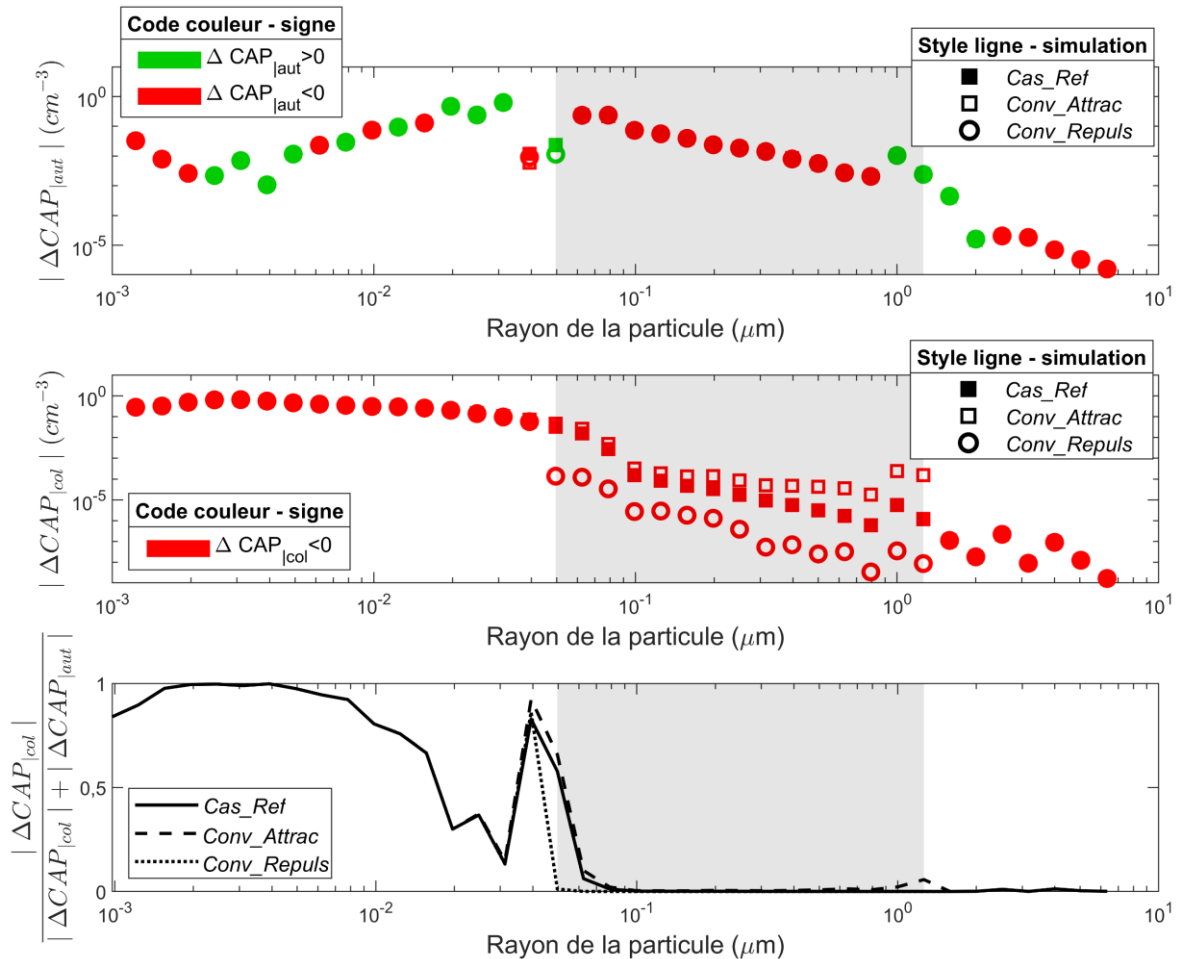 Code couleur - signe
Δ CAP|aut>0
Δ CAP|aut<0
Style ligne - simulation
Cas_Ref
Conv_Attrac
Conv_Repuls
| ΔCAP|aut | (cm−3)
100
10-5
10-3
10-2
10-1
100
101
Rayon de la particule (μm)
Style ligne - simulation
Cas_Ref
Conv_Attrac
Conv_Repuls
Code couleur - signe
Δ CAP|col<0
| ΔCAP|col | (cm−3)
100
10-5
10-3
10-2
10-1
100
101
Rayon de la particule (μm)
| ΔCAP|col |
| ΔCAP|col | + | ΔCAP|aut |
1
0,5
0
Cas_Ref
Conv_Attrac
Conv_Repuls
10-3
10-2
10-1
100
101
Rayon de la particule (μm)